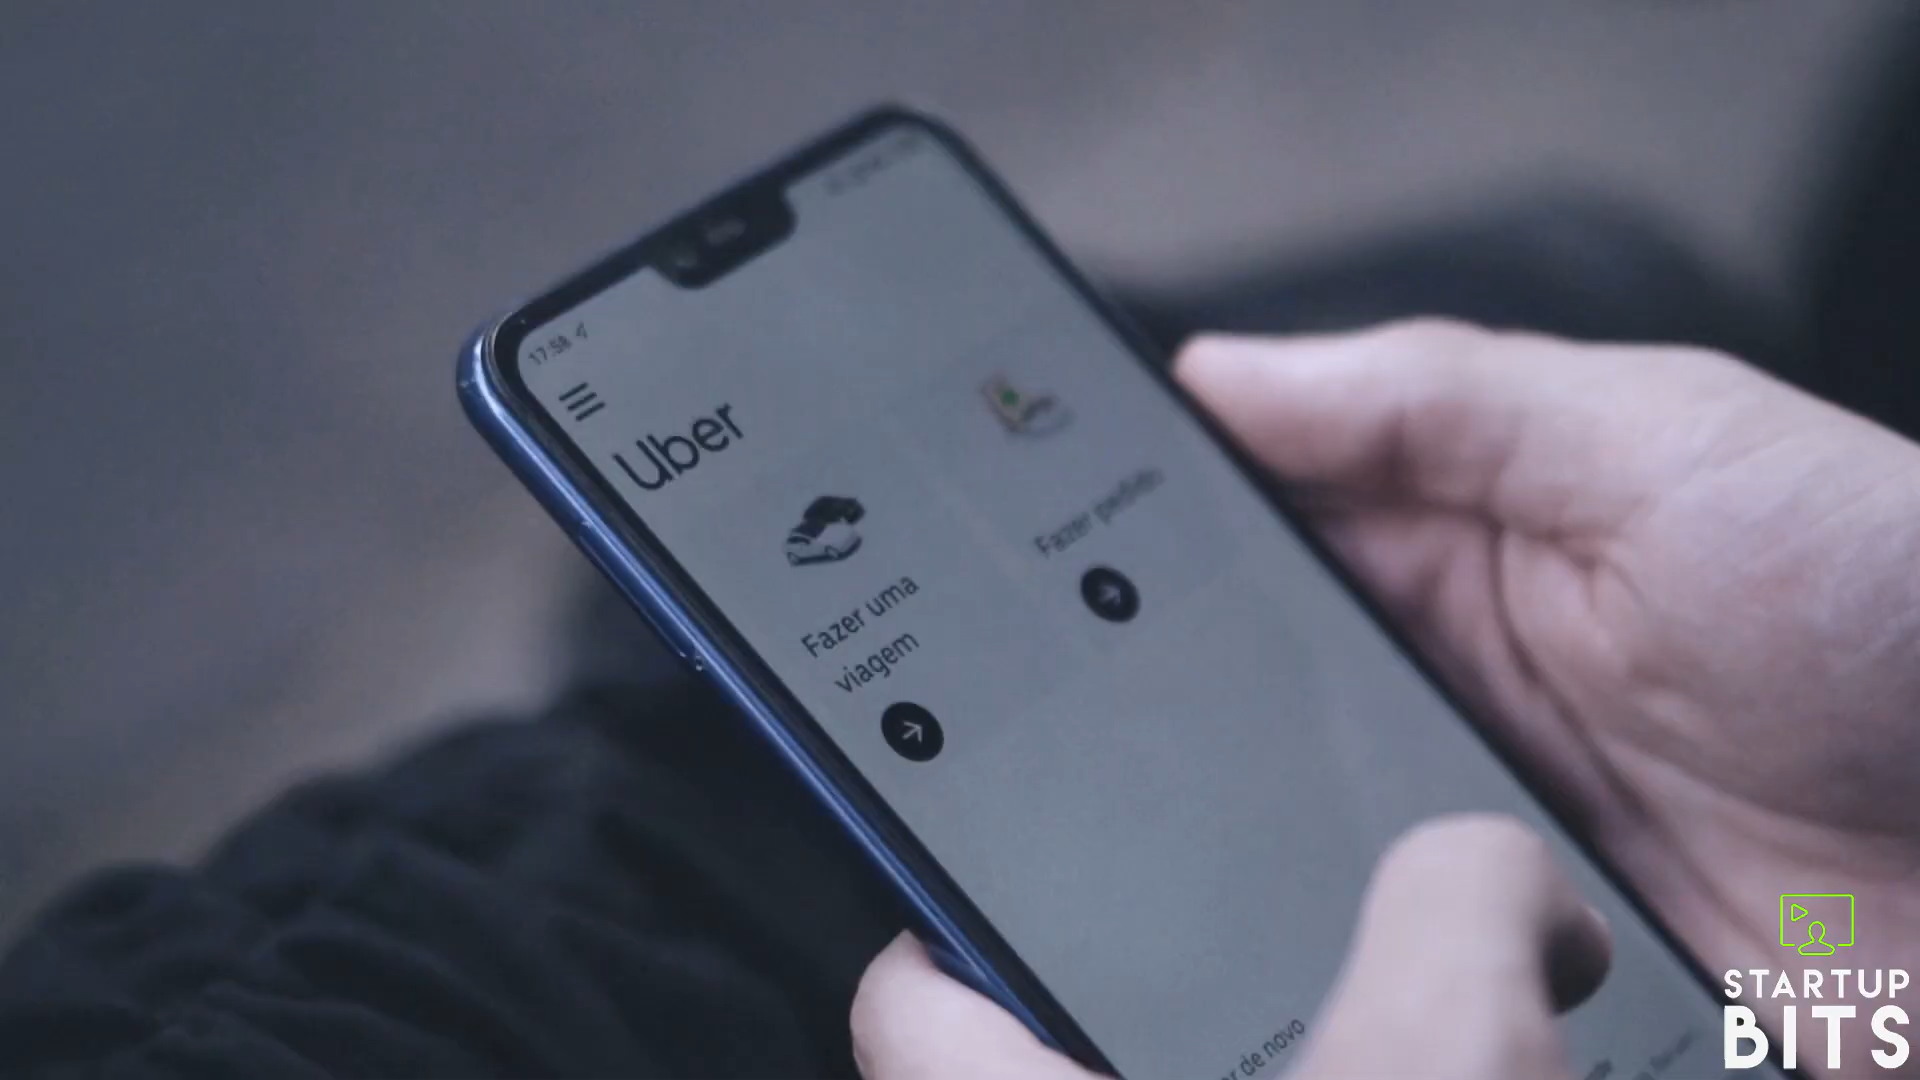 17:58
Uber
Fazer uma
viagem
Fazer pedido
de novo
STARTUP
BITS